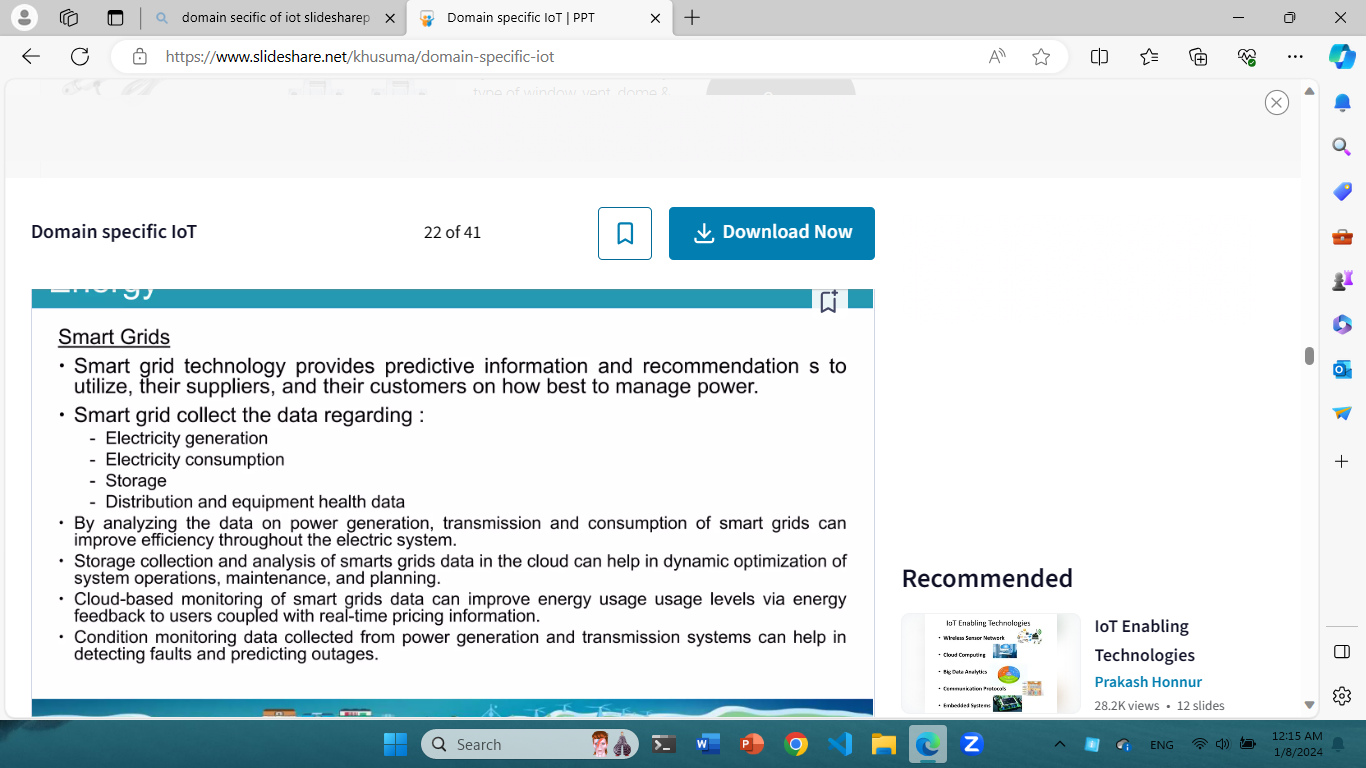 domain secific of iot slidesharep
Domain specific IoT | PPT
https://www.slideshare.net/khusuma/domain-specific-iot
type of window, vent, dome &
Domain specific IoT
22 of 41
Download Now
Energy
Smart Grids
• Smart grid technology provides predictive information and recommendation s to
utilize, their suppliers, and their customers on how best to manage power.
• Smart grid collect the data regarding :
- Electricity generation
- Electricity consumption
- Storage
- Distribution and equipment health data
• By analyzing the data on power generation, transmission and consumption of smart grids can
improve efficiency throughout the electric system.
• Storage collection and analysis of smarts grids data in the cloud can help in dynamic optimization of
system operations, maintenance, and planning.
• Cloud-based monitoring of smart grids data can improve energy usage usage levels via energy
feedback to users coupled with real-time pricing information.
• Condition monitoring data collected from power generation and transmission systems can help in
detecting faults and predicting outages.
Recommended
IoT Enabling Technologies
• Wireless Sensor Network
• Cloud Computing
• Big Data Analytics
• Communication Protocols
• Embedded Systems
IoT Enabling
Technologies
Prakash Honnur
28.2K views • 12 slides
Search
ENG
12:15 AM
1/8/2024